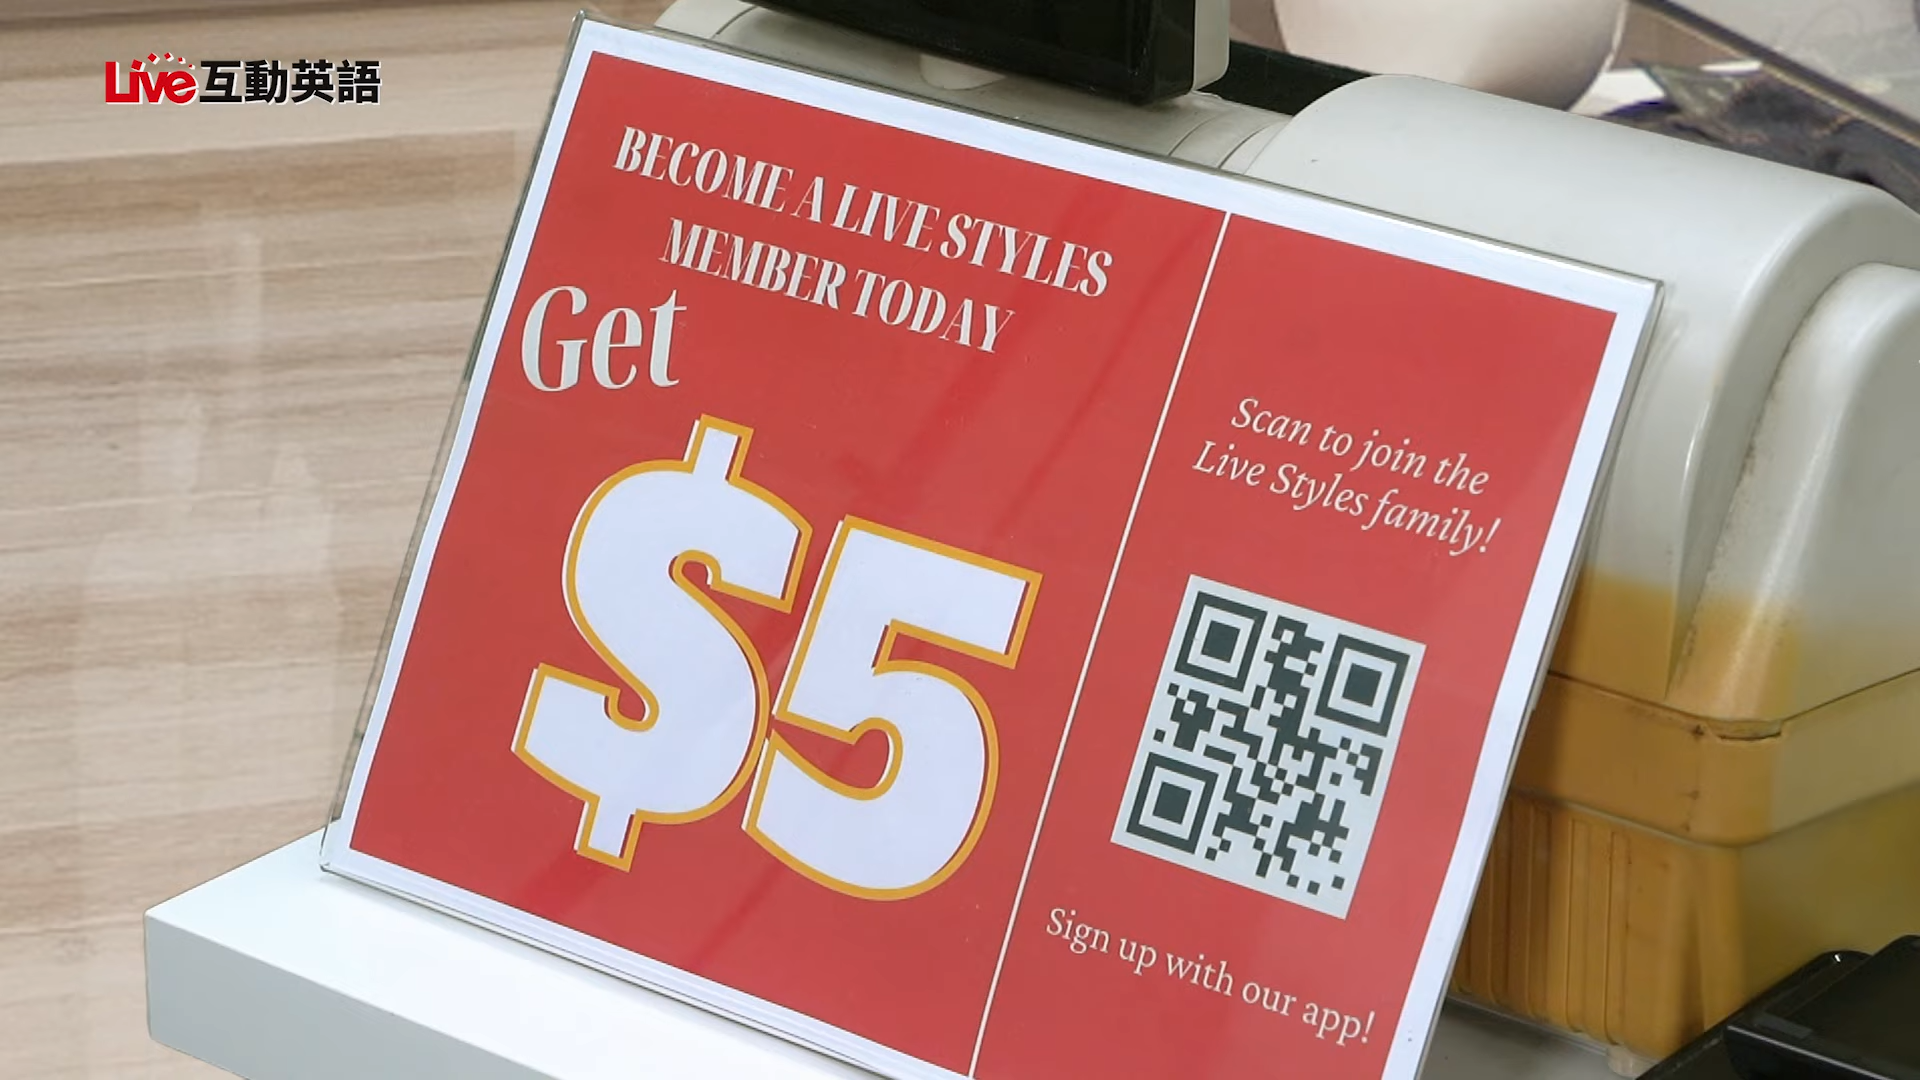 Live互動英語
BECOME A LIVE STYLES
MEMBER TODAY
Get
$5
Scan to join the
Live Styles family!
Sign up with our app!